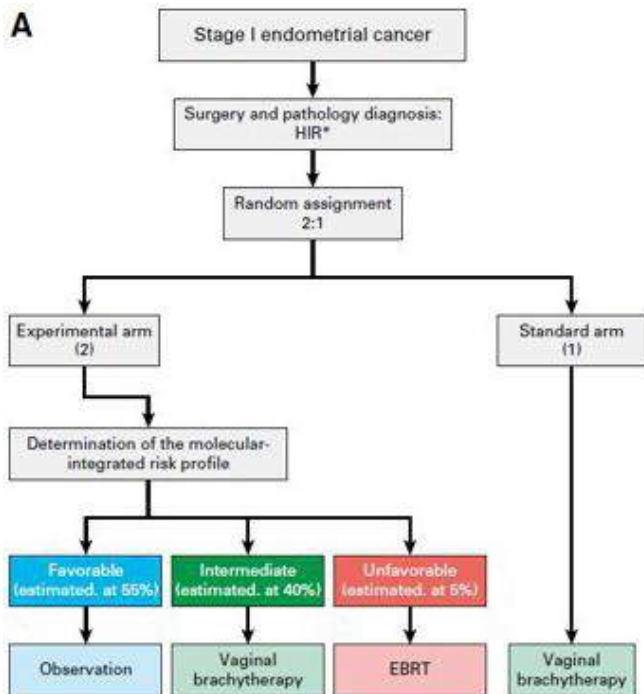 A
Stage I endometrial cancer
Surgery and pathology diagnosis:
HIR*
Random assignment
2:1
Experimental arm
(2)
Standard arm
(1)
Determination of the molecular-
integrated risk profile
Favorable
(estimated. at 55%)
Intermediate
(estimated. at 40%)
Unfavorable
(estimated. at 5%)
Observation
Vaginal
brachytherapy
EBRT
Vaginal
brachytherapy